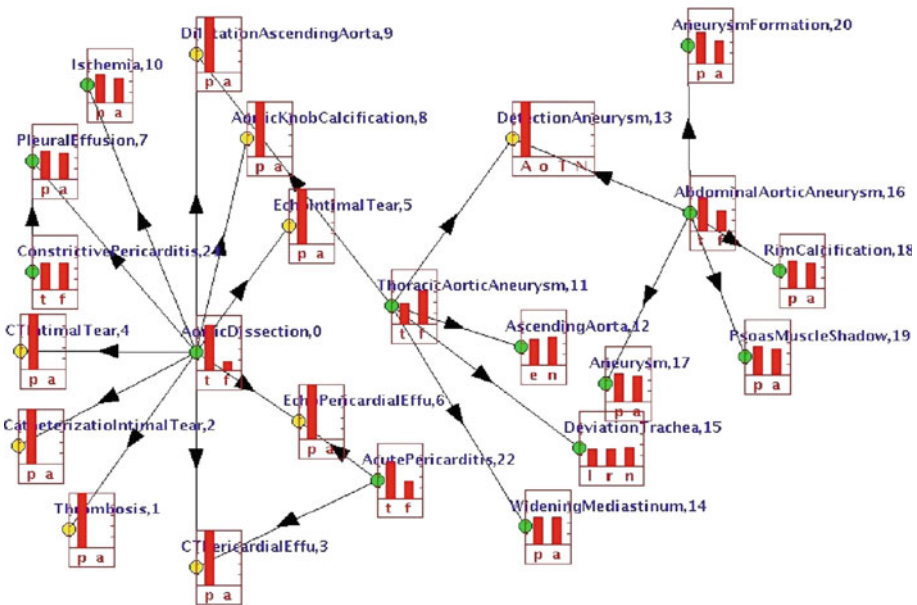 DilatationAscendingAorta,9
p a
AneurysmFormation,20
p a
Ischemia,10
p a
AorticKnobCalcification,8
p a
DetectionAneurysm,13
A o T N
PleuralEffusion,7
p a
EchoIntimalTear,5
p a
AbdominalAorticAneurysm,16
t f
ConstrictivePericarditis,24
t f
RimCalcification,18
p a
ThoracicAorticAneurysm,11
t f
CTIntimalTear,4
p a
AorticDissection,0
t f
AscendingAorta,12
e n
PsoasMuscleShadow,19
p a
Aneurysm,17
p a
EchoPericardialEffu,6
p a
CatheterizatioIntimalTear,2
p a
DeviationTrachea,15
l r n
AcutePericarditis,22
t f
Thrombosis,1
p a
WideningMediastinum,14
p a
CTPericardialEffu,3
p a